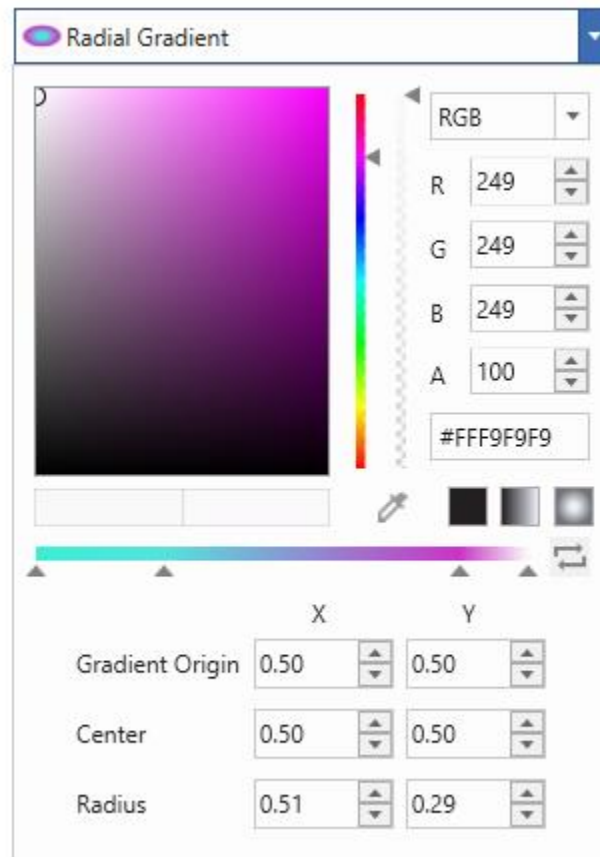 Radial Gradient
RGB
R 249
G 249
B 249
A 100
#FFF9F9F9
X Y
Gradient Origin 0.50 0.50
Center 0.50 0.50
Radius 0.51 0.29